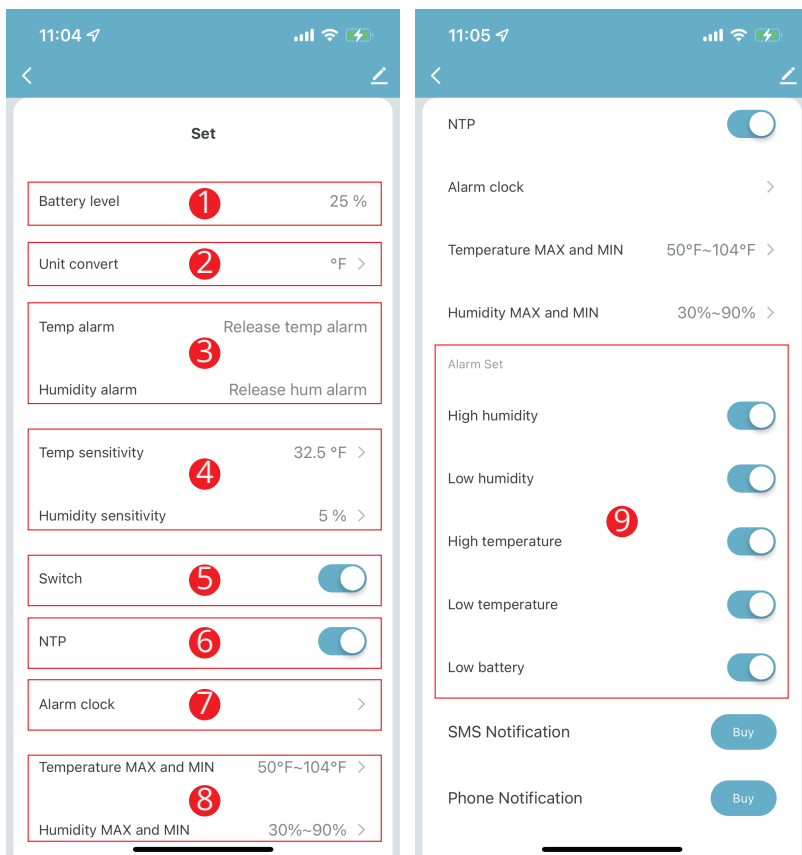 11:04
Set
Battery level 1 25 %
Unit convert 2 °F >
Temp alarm Release temp alarm
3
Humidity alarm Release hum alarm
Temp sensitivity 32.5 °F >
4
Humidity sensitivity 5 % >
Switch 5
NTP 6
Alarm clock 7 >
Temperature MAX and MIN 50°F~104°F >
8
Humidity MAX and MIN 30%~90% >
11:05
NTP
Alarm clock >
Temperature MAX and MIN 50°F~104°F >
Humidity MAX and MIN 30%~90% >
Alarm Set
High humidity
Low humidity
9
High temperature
Low temperature
Low battery
SMS Notification Buy
Phone Notification Buy